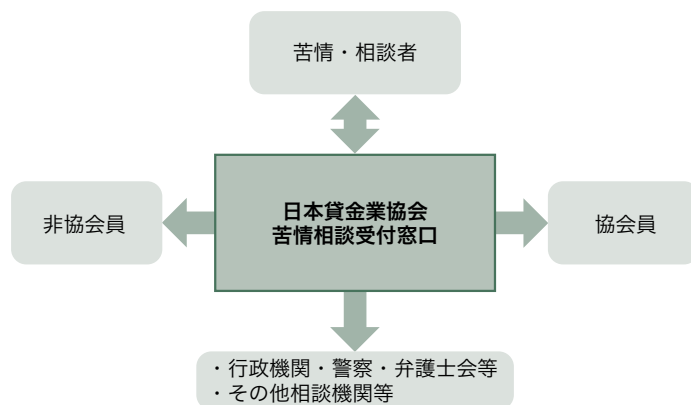 苦情・相談者
非協会員
日本貸金業協会
苦情相談受付窓口
協会員
・行政機関・警察・弁護士会等
・その他相談機関等